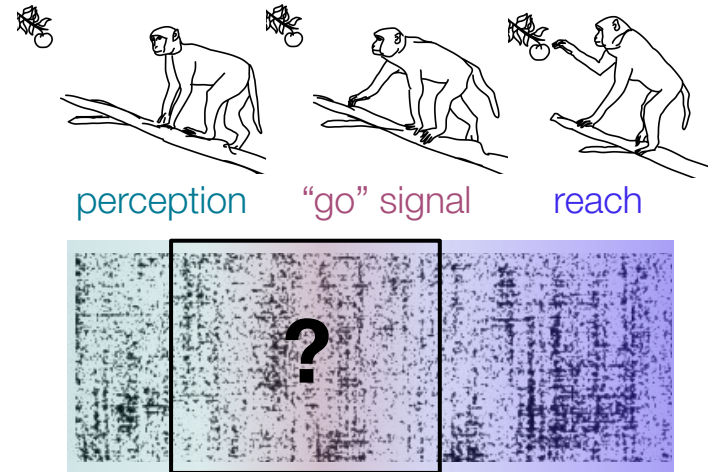 perception “go” signal reach
?